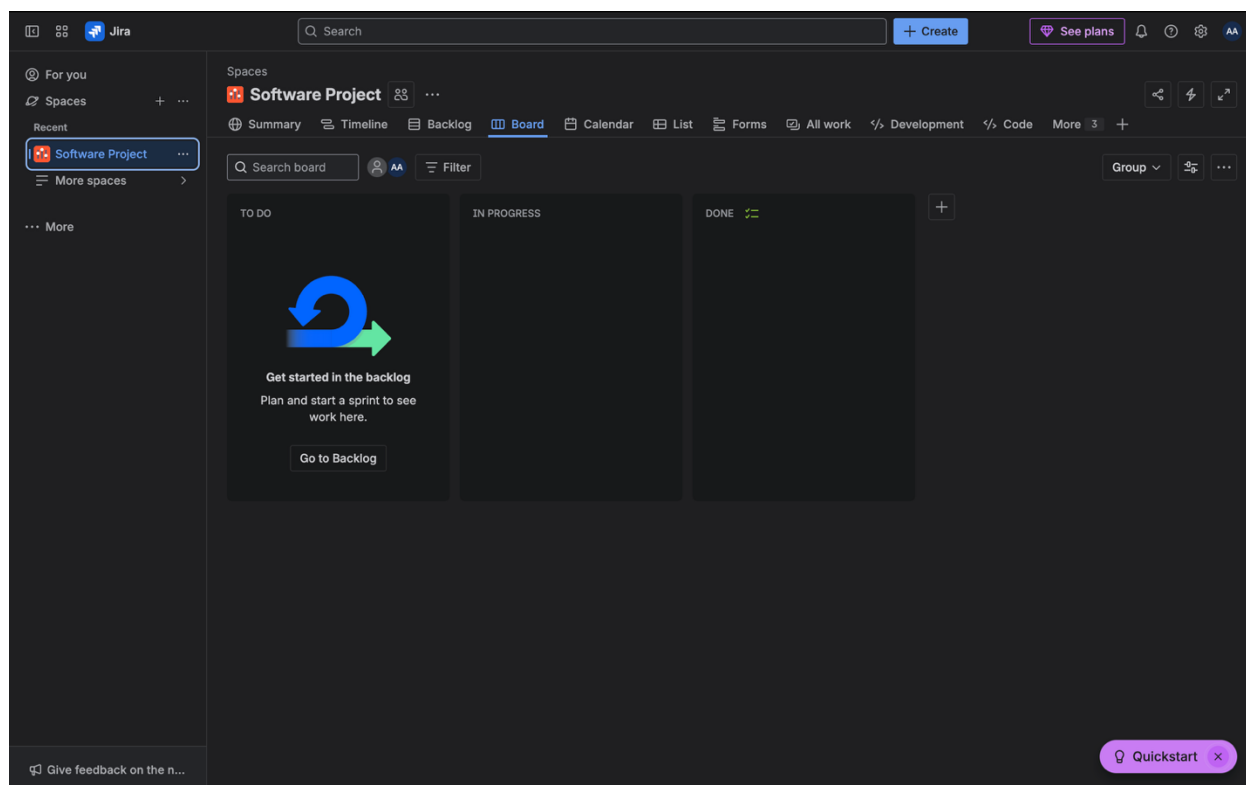 Jira
Search
+ Create
See plans
AA
For you
Spaces
Recent
Software Project
More spaces
More
Give feedback on the n...
Spaces
Software Project
Summary
Timeline
Backlog
Board
Calendar
List
Forms
All work
Development
Code
More 3
Search board
AA
Filter
Group
TO DO
IN PROGRESS
DONE
Get started in the backlog
Plan and start a sprint to see
work here.
Go to Backlog
Quickstart